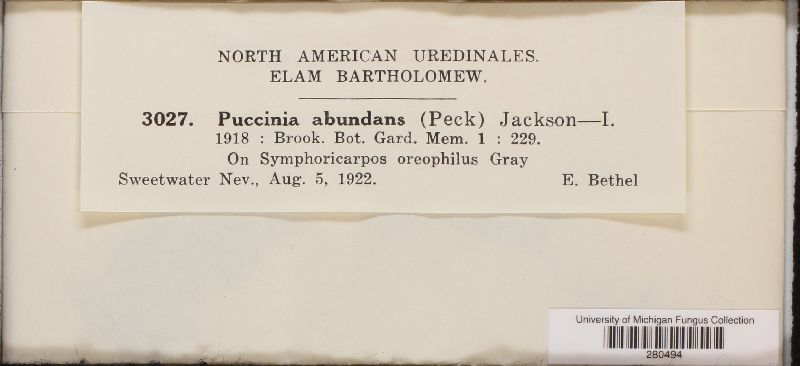 NORTH AMERICAN UREDINALES.
ELAM BARTHOLOMEW.
3027. Puccinia abundans (Peck) Jackson—I.
1918 : Brook. Bot. Gard. Mem. 1 : 229.
On Symphoricarpos oreophilus Gray
Sweetwater Nev., Aug. 5, 1922. E. Bethel
University of Michigan Fungus Collection
280494